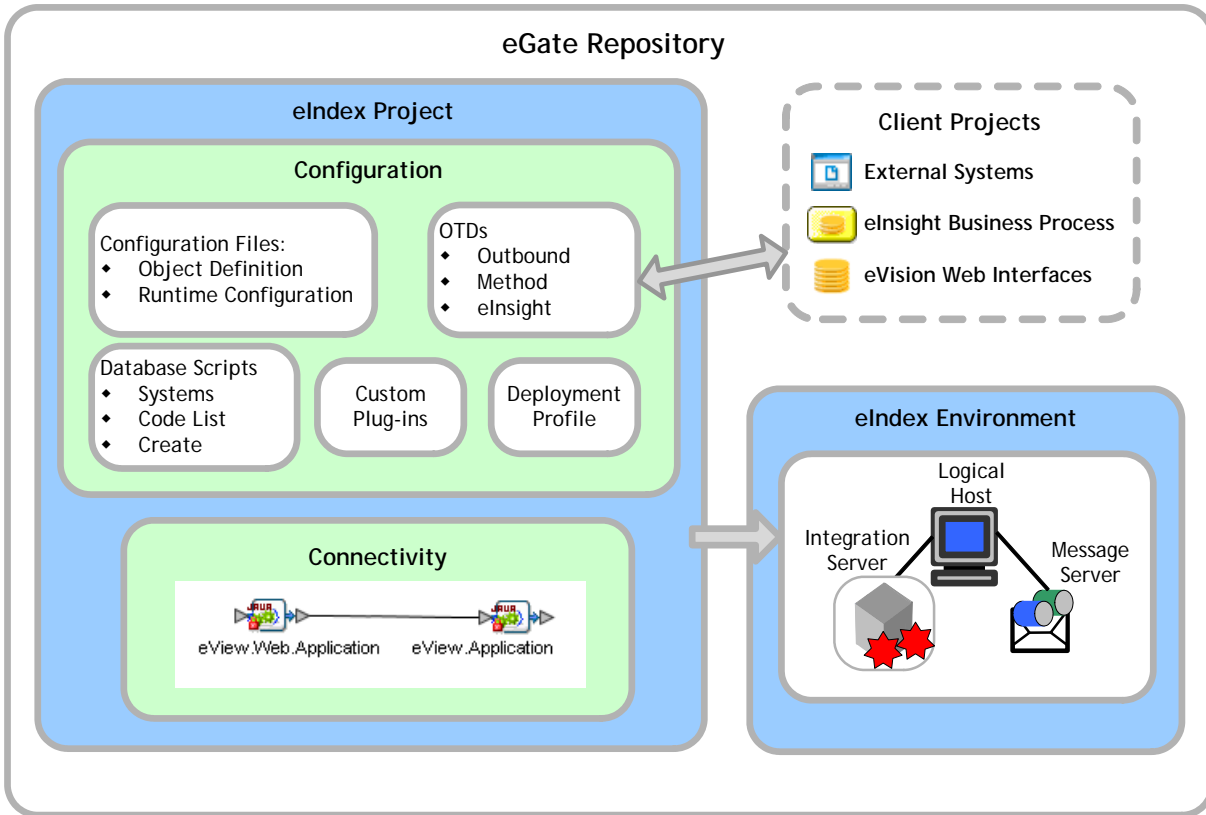 eGate Repository
eIndex Project
Configuration
Configuration Files:
◆ Object Definition
◆ Runtime Configuration
OTDs
◆ Outbound
◆ Method
◆ eInsight
Database Scripts
◆ Systems
◆ Code List
◆ Create
Custom
Plug-ins
Deployment
Profile
Connectivity
JAVA
eView.Web.Application
JAVA
eView.Application
Client Projects
External Systems
eInsight Business Process
eVision Web Interfaces
eIndex Environment
Logical
Host
Integration
Server
Message
Server